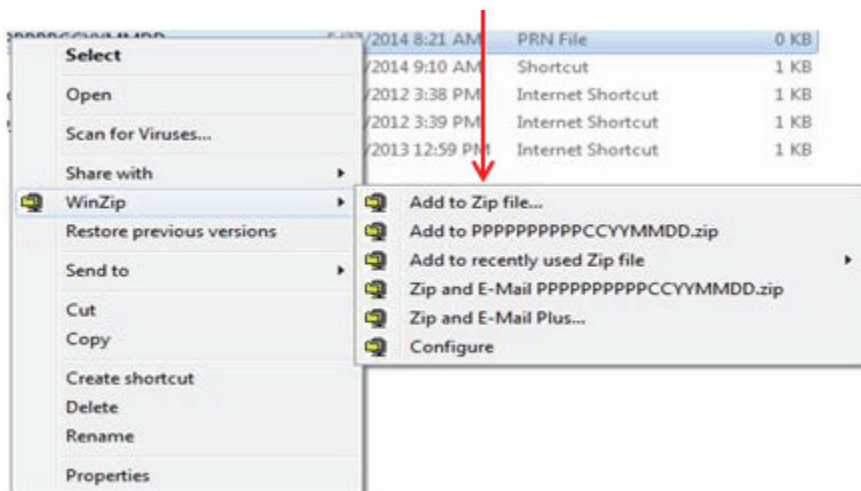 PRN File 0 KB
/2014 8:21 AM
/2014 9:10 AM Shortcut 1 KB
/2012 3:38 PM Internet Shortcut 1 KB
/2012 3:39 PM Internet Shortcut 1 KB
/2013 12:59 PM Internet Shortcut 1 KB
Select
Open
Scan for Viruses...
Share with
WinZip
Restore previous versions
Send to
Cut
Copy
Create shortcut
Delete
Rename
Properties
Add to Zip file...
Add to PPPPPPPPPPCCYYMMDD.zip
Add to recently used Zip file
Zip and E-Mail PPPPPPPPPPCCYYMMDD.zip
Zip and E-Mail Plus...
Configure